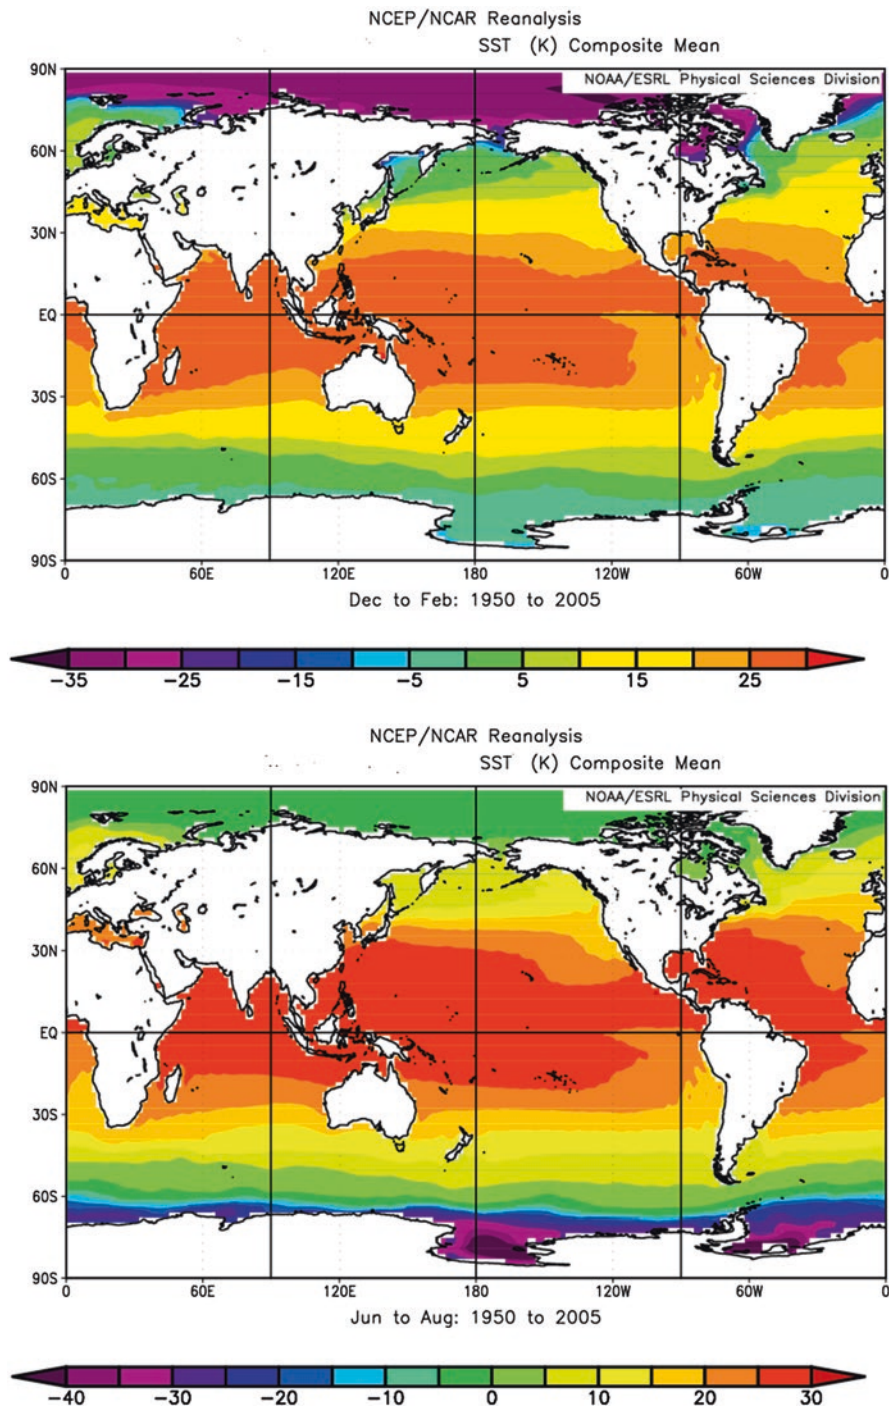 NCEP/NCAR Reanalysis
SST (K) Composite Mean
NOAA/ESRL Physical Sciences Division
90N
60N
30N
EQ
30S
60S
90S
0 60E 120E 180 120W 60W 0
Dec to Feb: 1950 to 2005
-35 -25 -15 -5 5 15 25
NCEP/NCAR Reanalysis
SST (K) Composite Mean
NOAA/ESRL Physical Sciences Division
90N
60N
30N
EQ
30S
60S
90S
0 60E 120E 180 120W 60W 0
Jun to Aug: 1950 to 2005
-40 -30 -20 -10 0 10 20 30